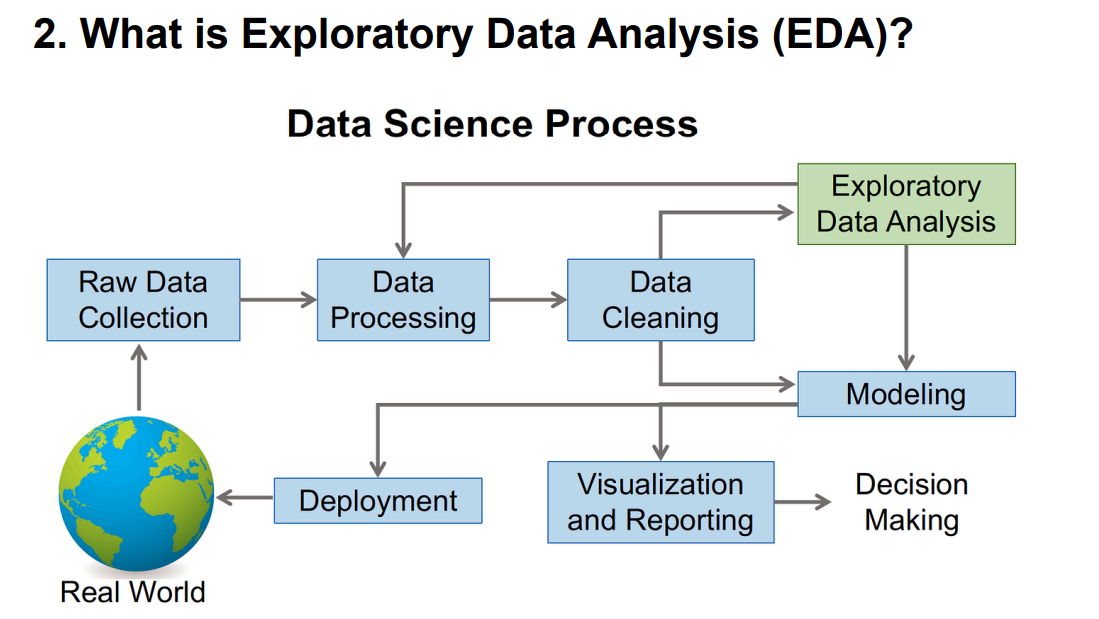 2. What is Exploratory Data Analysis (EDA)?
Data Science Process
Exploratory
Data Analysis
Raw Data
Collection
Data
Processing
Data
Cleaning
Modeling
Deployment
Visualization
and Reporting
Decision
Making
Real World